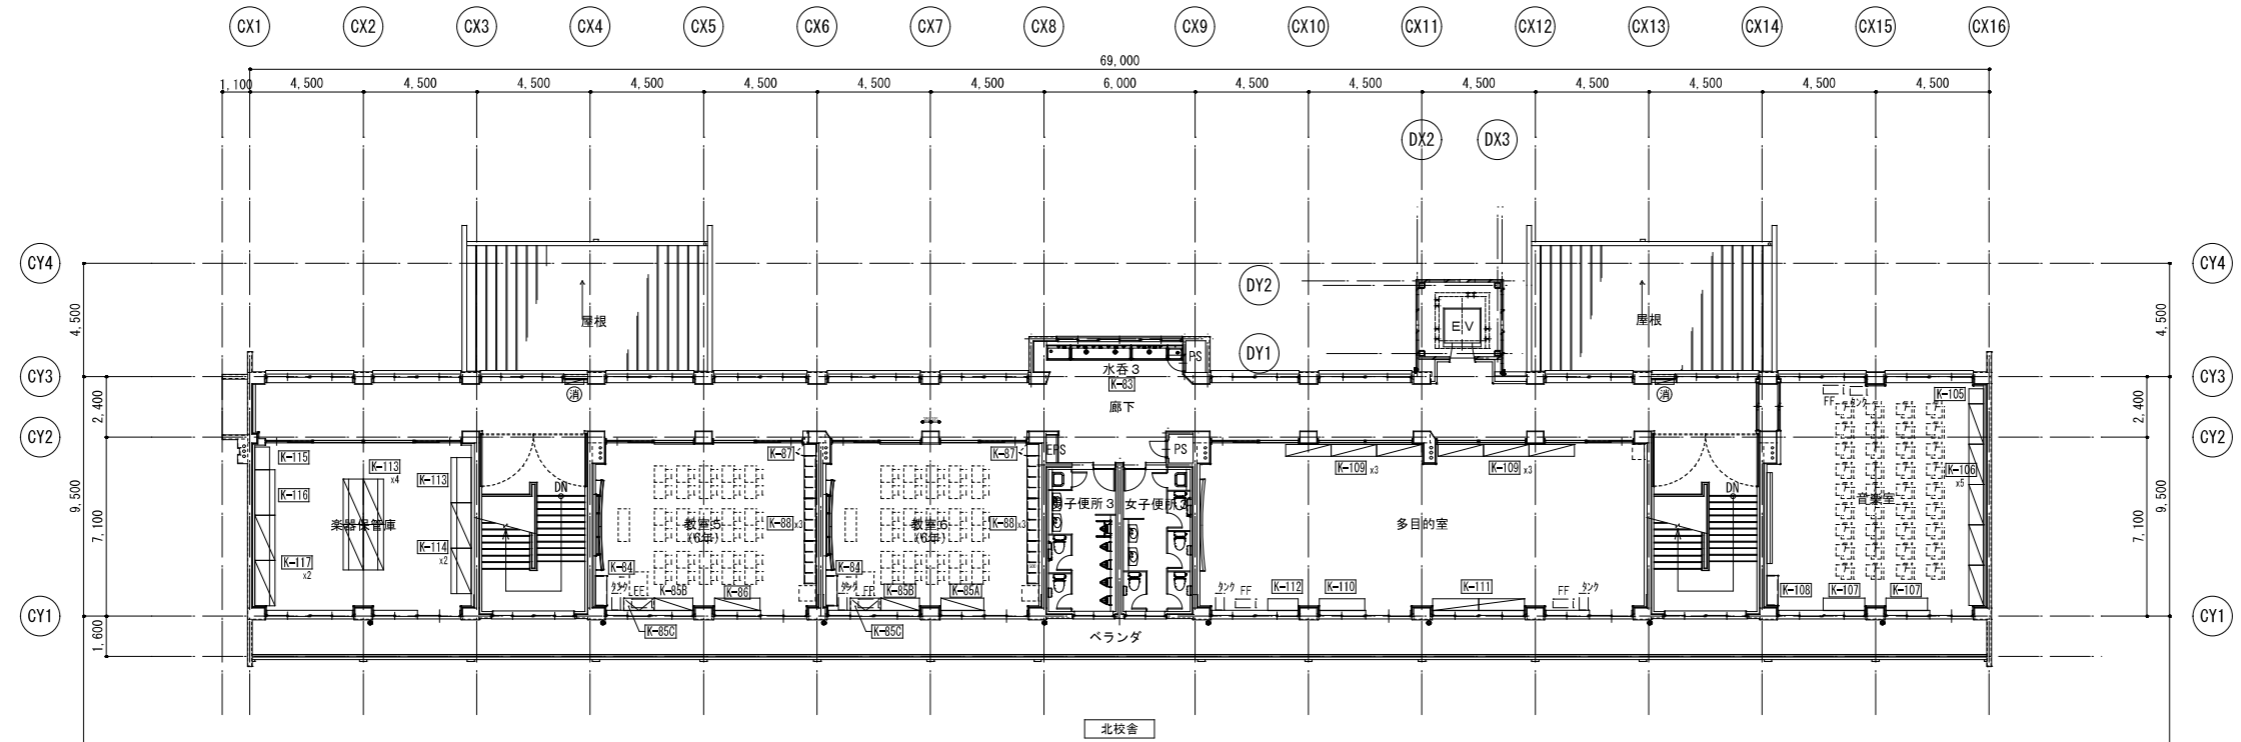 CX1 CX2 CX3 CX4 CX5 CX6 CX7 CX8 CX9 CX10 CX11 CX12 CX13 CX14 CX15 CX16
69,000
1,100 4,500 4,500 4,500 4,500 4,500 4,500 4,500 6,000 4,500 4,500 4,500 4,500 4,500 4,500 4,500
DX2 DX3
CY4 CY4
DY2
4,500 屋根 EV 屋根 4,500
DY1
PS
水呑3
CY3 K-83 CY3
消 消
K-105
FF タンク
2,400 廊下 2,400
CY2 CY2
K-115 K-113 x4 K-113 K-87 K-87 EPS PS K-109 x3 K-109 x3
K-116 DN DN K-106 x5
9,500 9,500
楽器保管庫 教室5 (6年) K-88 x3 教室6 (6年) K-88 x3 男子便所3 女子便所3 多目的室 音楽室
7,100 7,100
K-114 x2
K-117 x2
K-84 K-84
タンク K-85B K-86 タンク K-85B K-85A K-112 K-110 K-111 K-108 K-107 K-107
タンク FF FF タンク
CY1 CY1
K-85C K-85C
1,600 ベランダ
北校舎